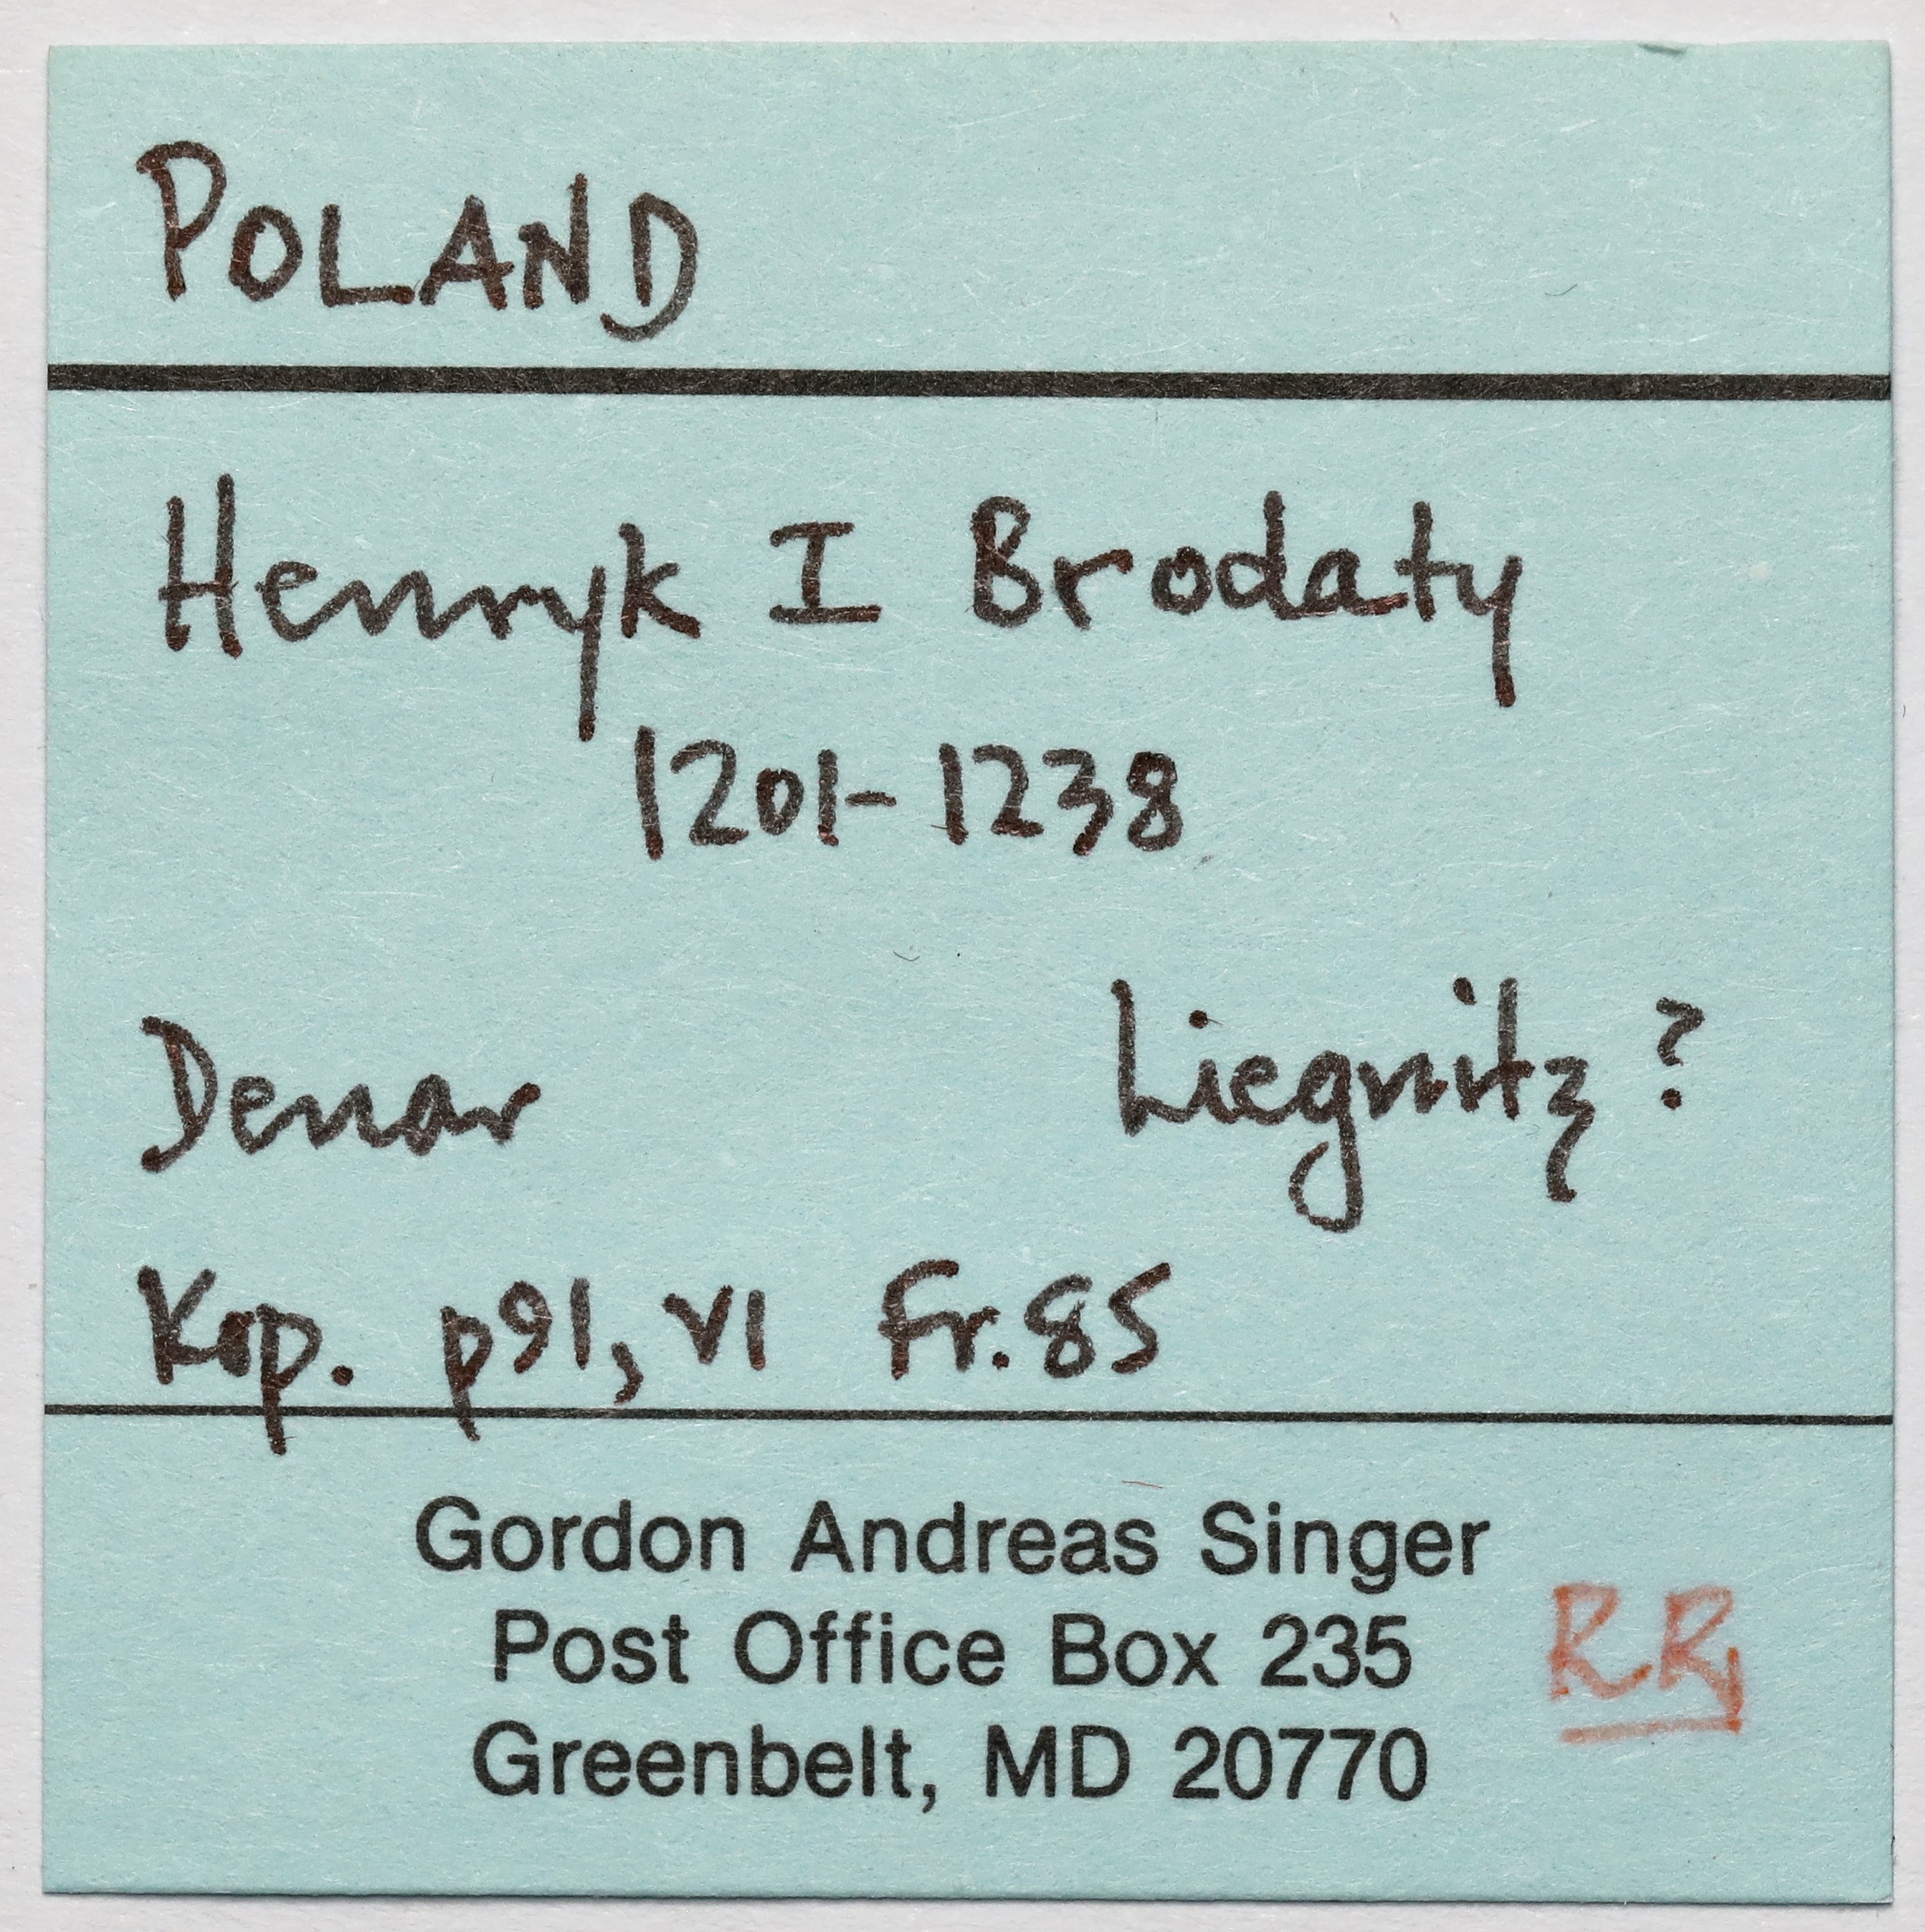 POLAND
Henryk I Brodaty
1201-1238
Denar Liegnitz ?
Kop. p91, VI Fr.85
Gordon Andreas Singer
Post Office Box 235
RR
Greenbelt, MD 20770